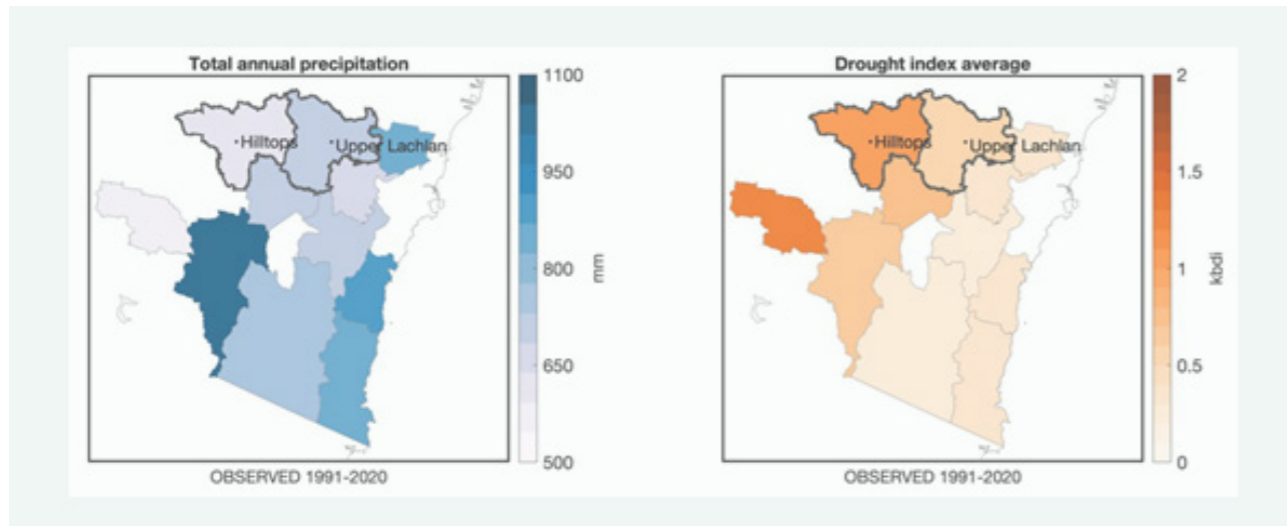 Total annual precipitation
1100
950
800
650
500
mm
Hilltops
Upper Lachlan
OBSERVED 1991-2020
Drought index average
2
1.5
1
0.5
0
kbdi
Hilltops
Upper Lachlan
OBSERVED 1991-2020